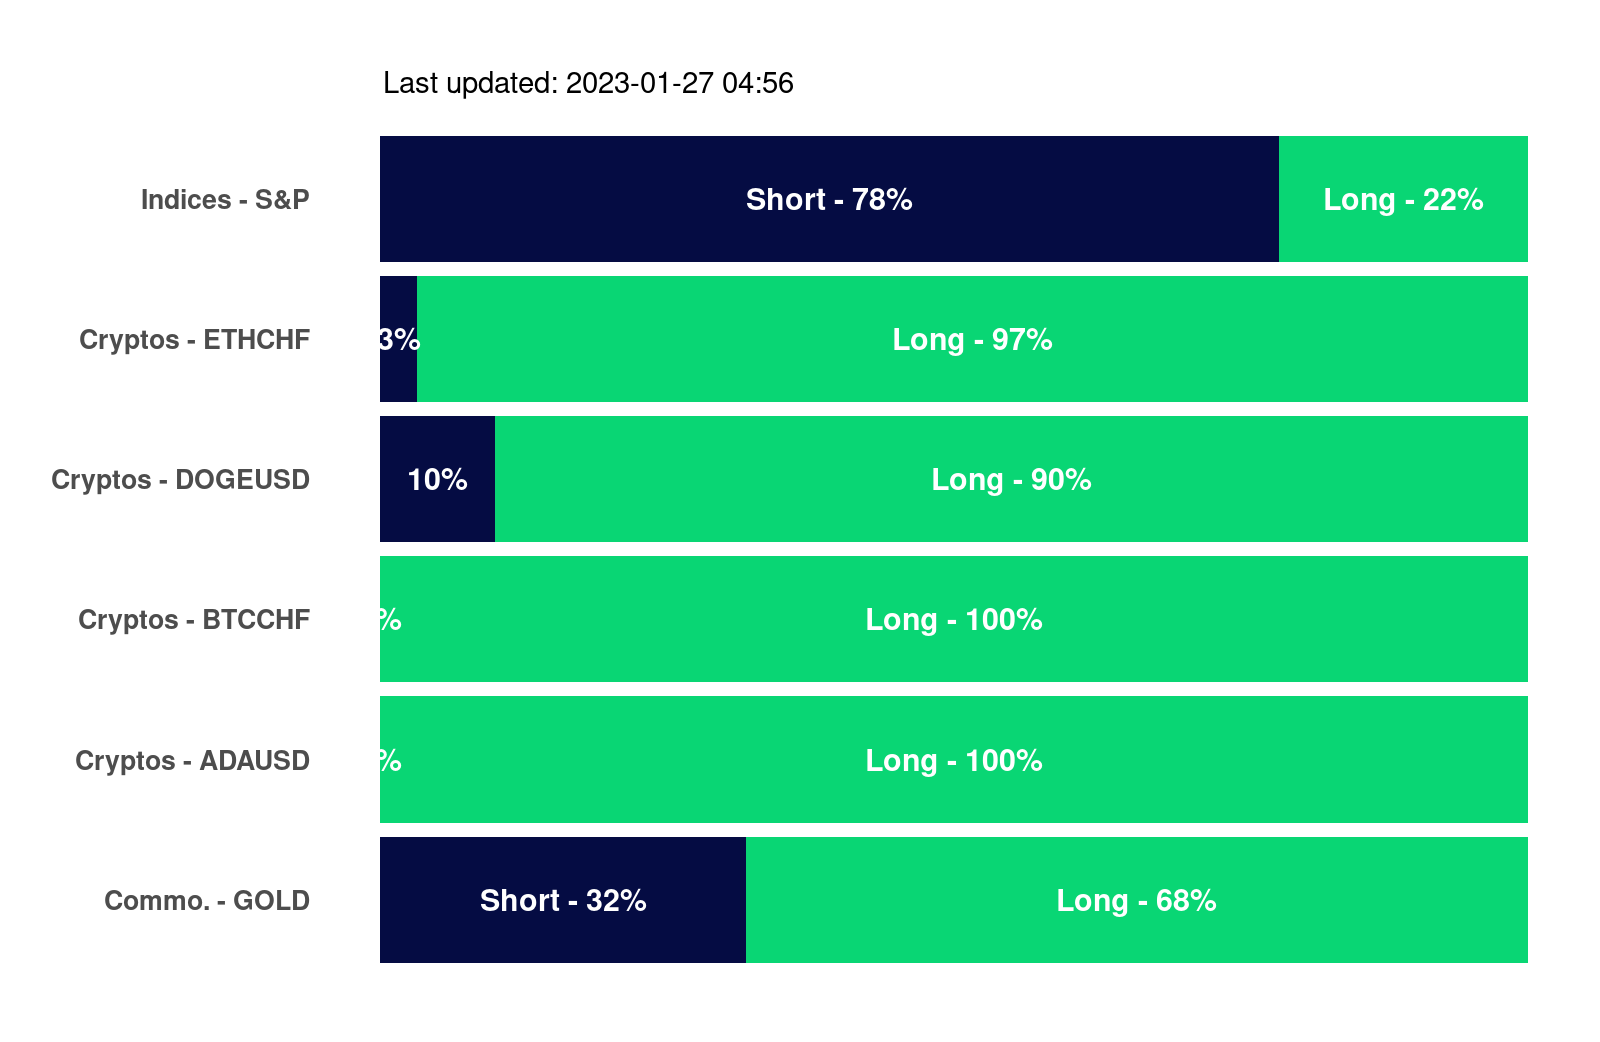 Last updated: 2023-01-27 04:56
Indices - S&P Short - 78% Long - 22%
Cryptos - ETHCHF 3% Long - 97%
Cryptos - DOGEUSD 10% Long - 90%
Cryptos - BTCCHF % Long - 100%
Cryptos - ADAUSD % Long - 100%
Commo. - GOLD Short - 32% Long - 68%